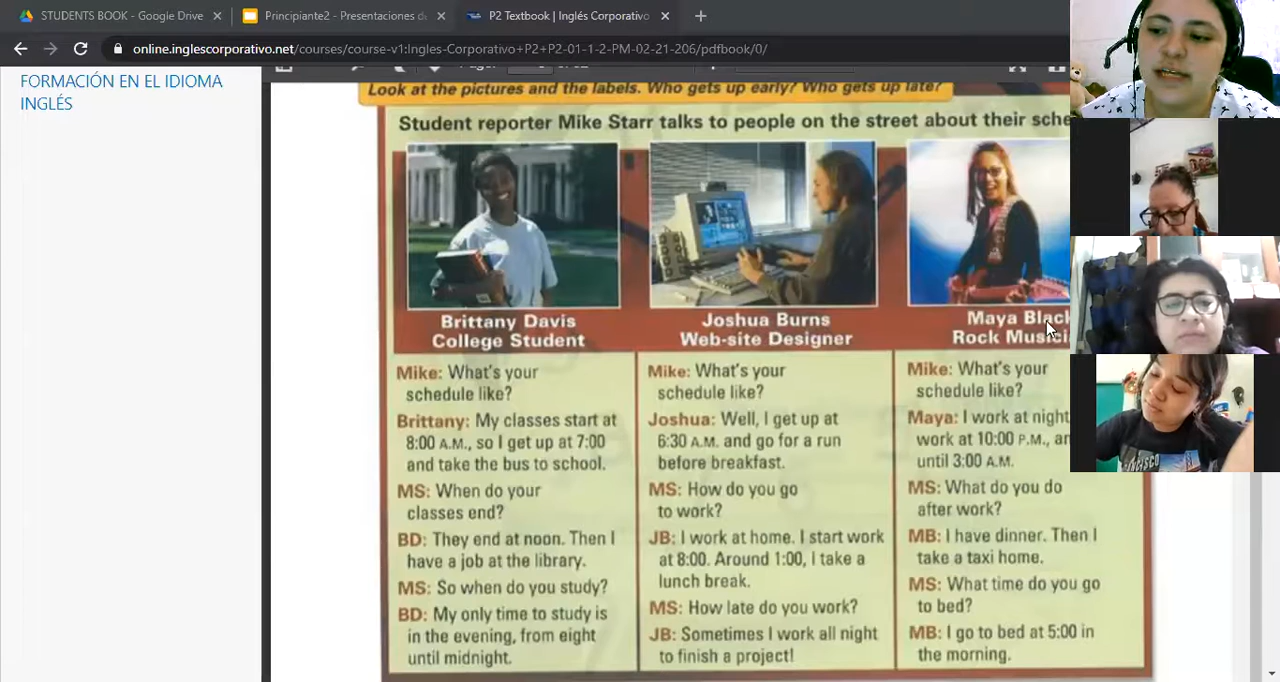 STUDENTS BOOK - Google Drive
Principiante2 - Presentaciones d
P2 Textbook | Inglés Corporativo
online.inglescorporativo.net/courses/course-v1:Ingles-Corporativo+P2+P2-01-1-2-PM-02-21-206/pdfbook/0/
FORMACIÓN EN EL IDIOMA
INGLÉS
Look at the pictures and the labels. Who gets up early? Who gets up late?
Student reporter Mike Starr talks to people on the street about their sche
Brittany Davis
College Student
Mike: What's your
schedule like?
Brittany: My classes start at
8:00 A.M., so I get up at 7:00
and take the bus to school.
MS: When do your
classes end?
BD: They end at noon. Then I
have a job at the library.
MS: So when do you study?
BD: My only time to study is
in the evening, from eight
until midnight.
Joshua Burns
Web-site Designer
Mike: What's your
schedule like?
Joshua: Well, I get up at
6:30 A.M. and go for a run
before breakfast.
MS: How do you go
to work?
JB: I work at home. I start work
at 8:00. Around 1:00, I take a
lunch break.
MS: How late do you work?
JB: Sometimes I work all night
to finish a project!
Maya Black
Rock Musici
Mike: What's your
schedule like?
Maya: I work at night
work at 10:00 P.M., an
until 3:00 A.M.
MS: What do you do
after work?
MB: I have dinner. Then I
take a taxi home.
MS: What time do you go
to bed?
MB: I go to bed at 5:00 in
the morning.